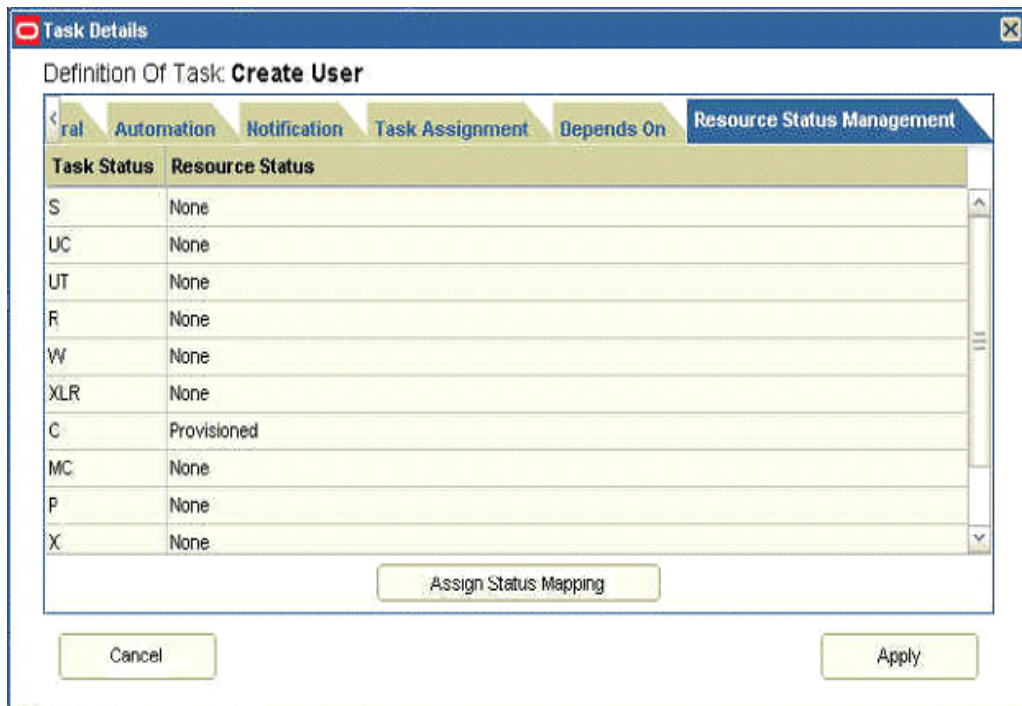 Task Details
Definition Of Task: Create User
ral Automation Notification Task Assignment Depends On Resource Status Management
Task Status Resource Status
S None
UC None
UT None
R None
W None
XLR None
C Provisioned
MC None
P None
X None
Assign Status Mapping
Cancel Apply